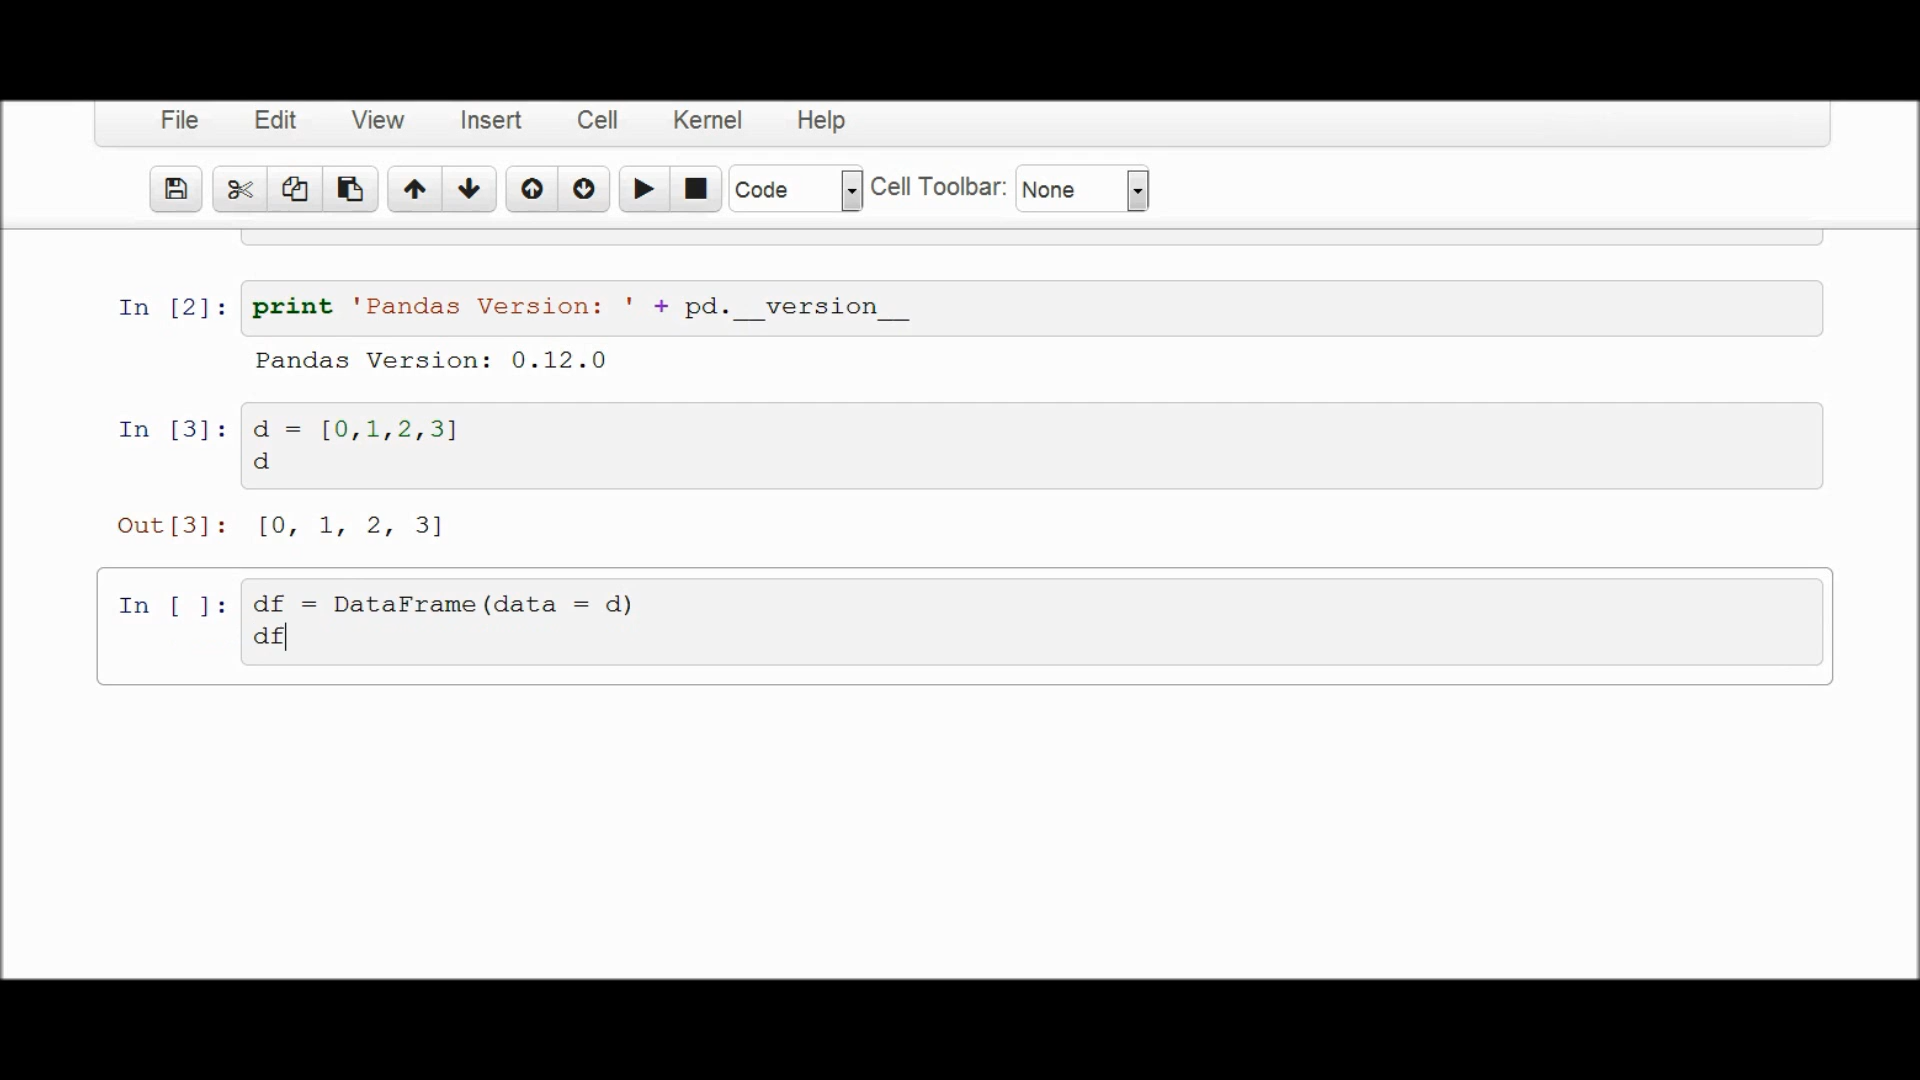 File Edit View Insert Cell Kernel Help
Code Cell Toolbar: None
In [2]: print 'Pandas Version: ' + pd.__version__
Pandas Version: 0.12.0
In [3]: d = [0,1,2,3]
d
Out[3]: [0, 1, 2, 3]
In [ ]: df = DataFrame(data = d)
df